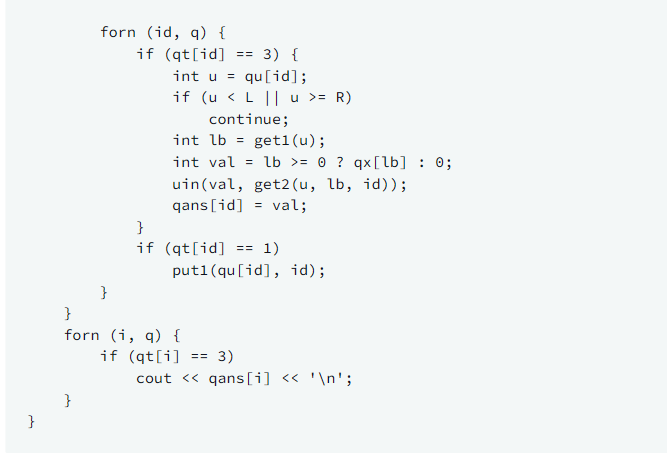 forn (id, q) {
if (qt[id] == 3) {
int u = qu[id];
if (u < L || u >= R)
continue;
int lb = get1(u);
int val = lb >= 0 ? qx[lb] : 0;
uin(val, get2(u, lb, id));
qans[id] = val;
}
if (qt[id] == 1)
put1(qu[id], id);
}
}
forn (i, q) {
if (qt[i] == 3)
cout << qans[i] << '\n';
}
}